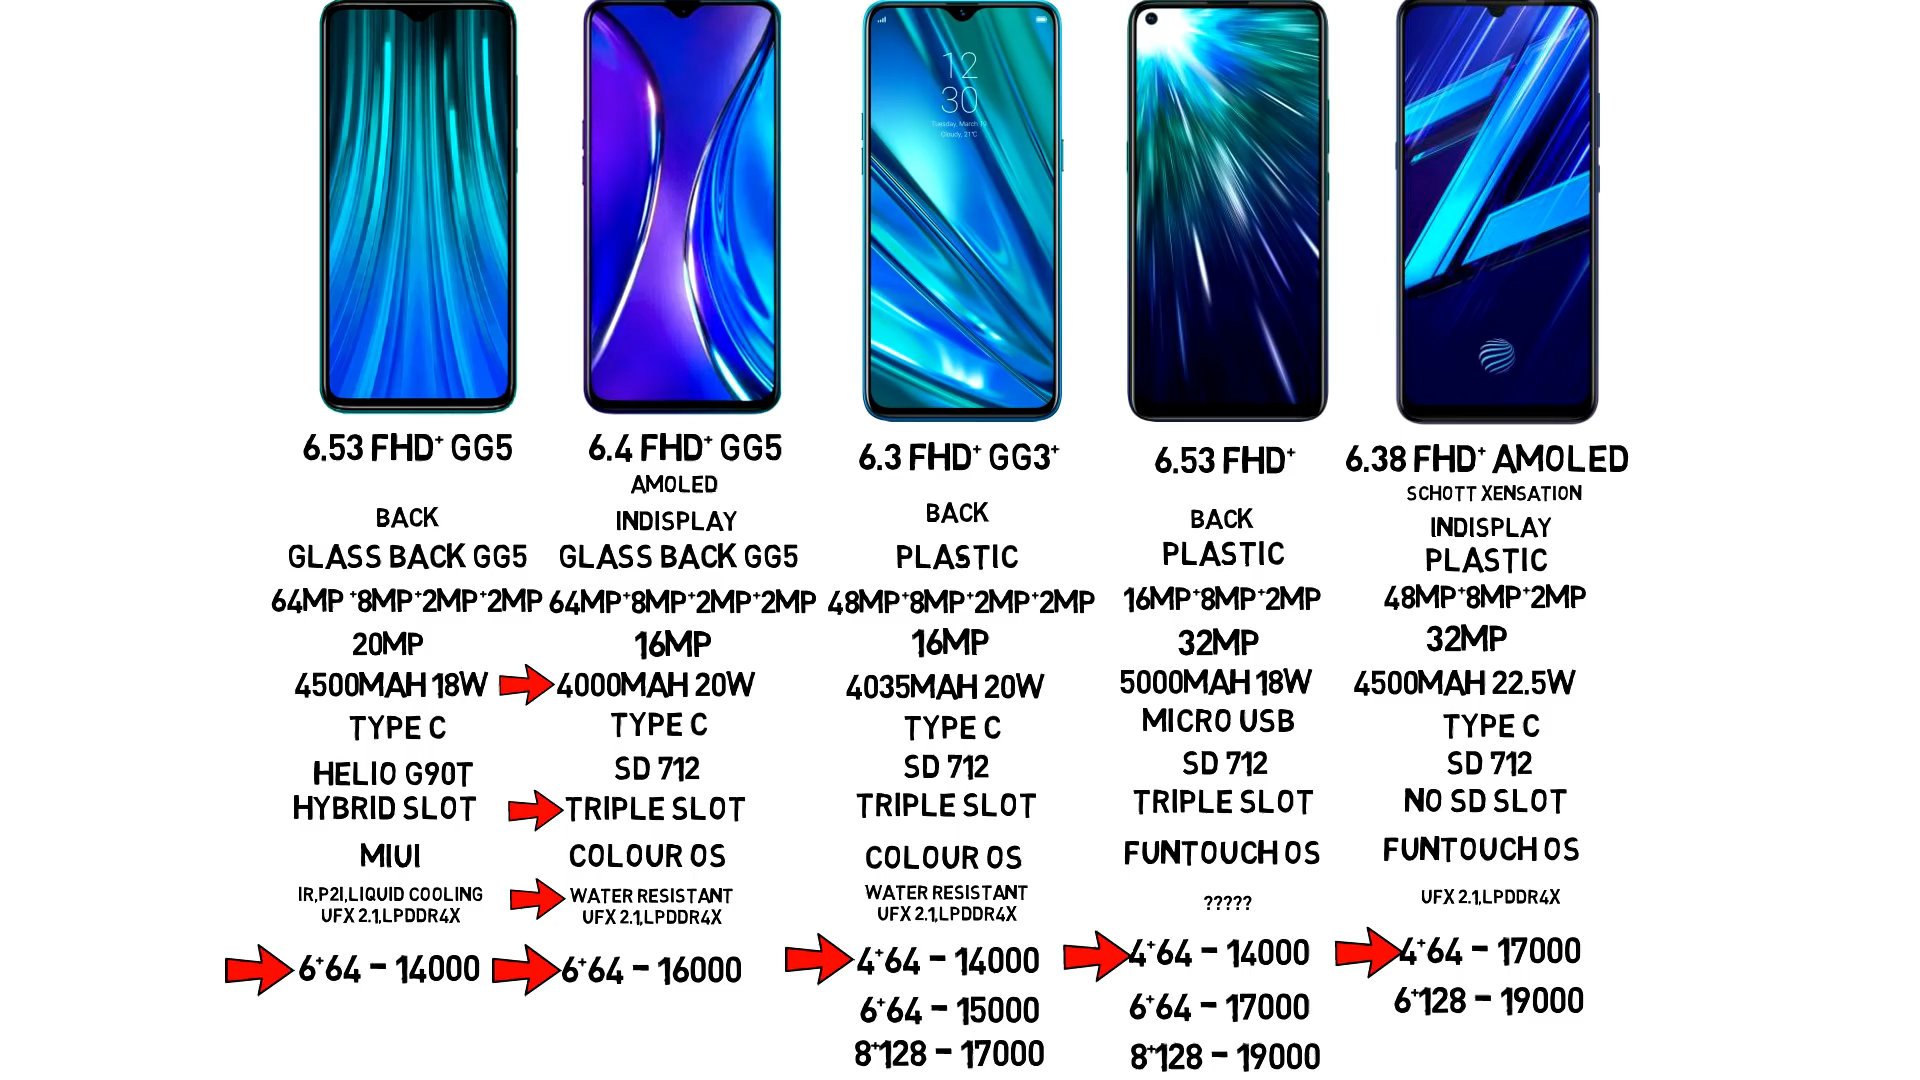 12
30
Tuesday, March 10
Cloudy, 21°C
6.53 FHD+ GG5
BACK
GLASS BACK GG5
64MP +8MP+2MP+2MP
20MP
4500MAH 18W
TYPE C
HELIO G90T
HYBRID SLOT
MIUI
IR,P2I,LIQUID COOLING
UFX 2.1,LPDDR4X
6+64 - 14000
6.4 FHD+ GG5
AMOLED
INDISPLAY
GLASS BACK GG5
64MP+8MP+2MP+2MP
16MP
4000MAH 20W
TYPE C
SD 712
TRIPLE SLOT
COLOUR OS
WATER RESISTANT
UFX 2.1,LPDDR4X
6+64 - 16000
6.3 FHD+ GG3+
BACK
PLASTIC
48MP+8MP+2MP+2MP
16MP
4035MAH 20W
TYPE C
SD 712
TRIPLE SLOT
COLOUR OS
WATER RESISTANT
UFX 2.1,LPDDR4X
4+64 - 14000
6+64 - 15000
8+128 - 17000
6.53 FHD+
BACK
PLASTIC
16MP+8MP+2MP
32MP
5000MAH 18W
MICRO USB
SD 712
TRIPLE SLOT
FUNTOUCH OS
?????
4+64 - 14000
6+64 - 17000
8+128 - 19000
6.38 FHD+ AMOLED
SCHOTT XENSATION
INDISPLAY
PLASTIC
48MP+8MP+2MP
32MP
4500MAH 22.5W
TYPE C
SD 712
NO SD SLOT
FUNTOUCH OS
UFX 2.1,LPDDR4X
4+64 - 17000
6+128 - 19000